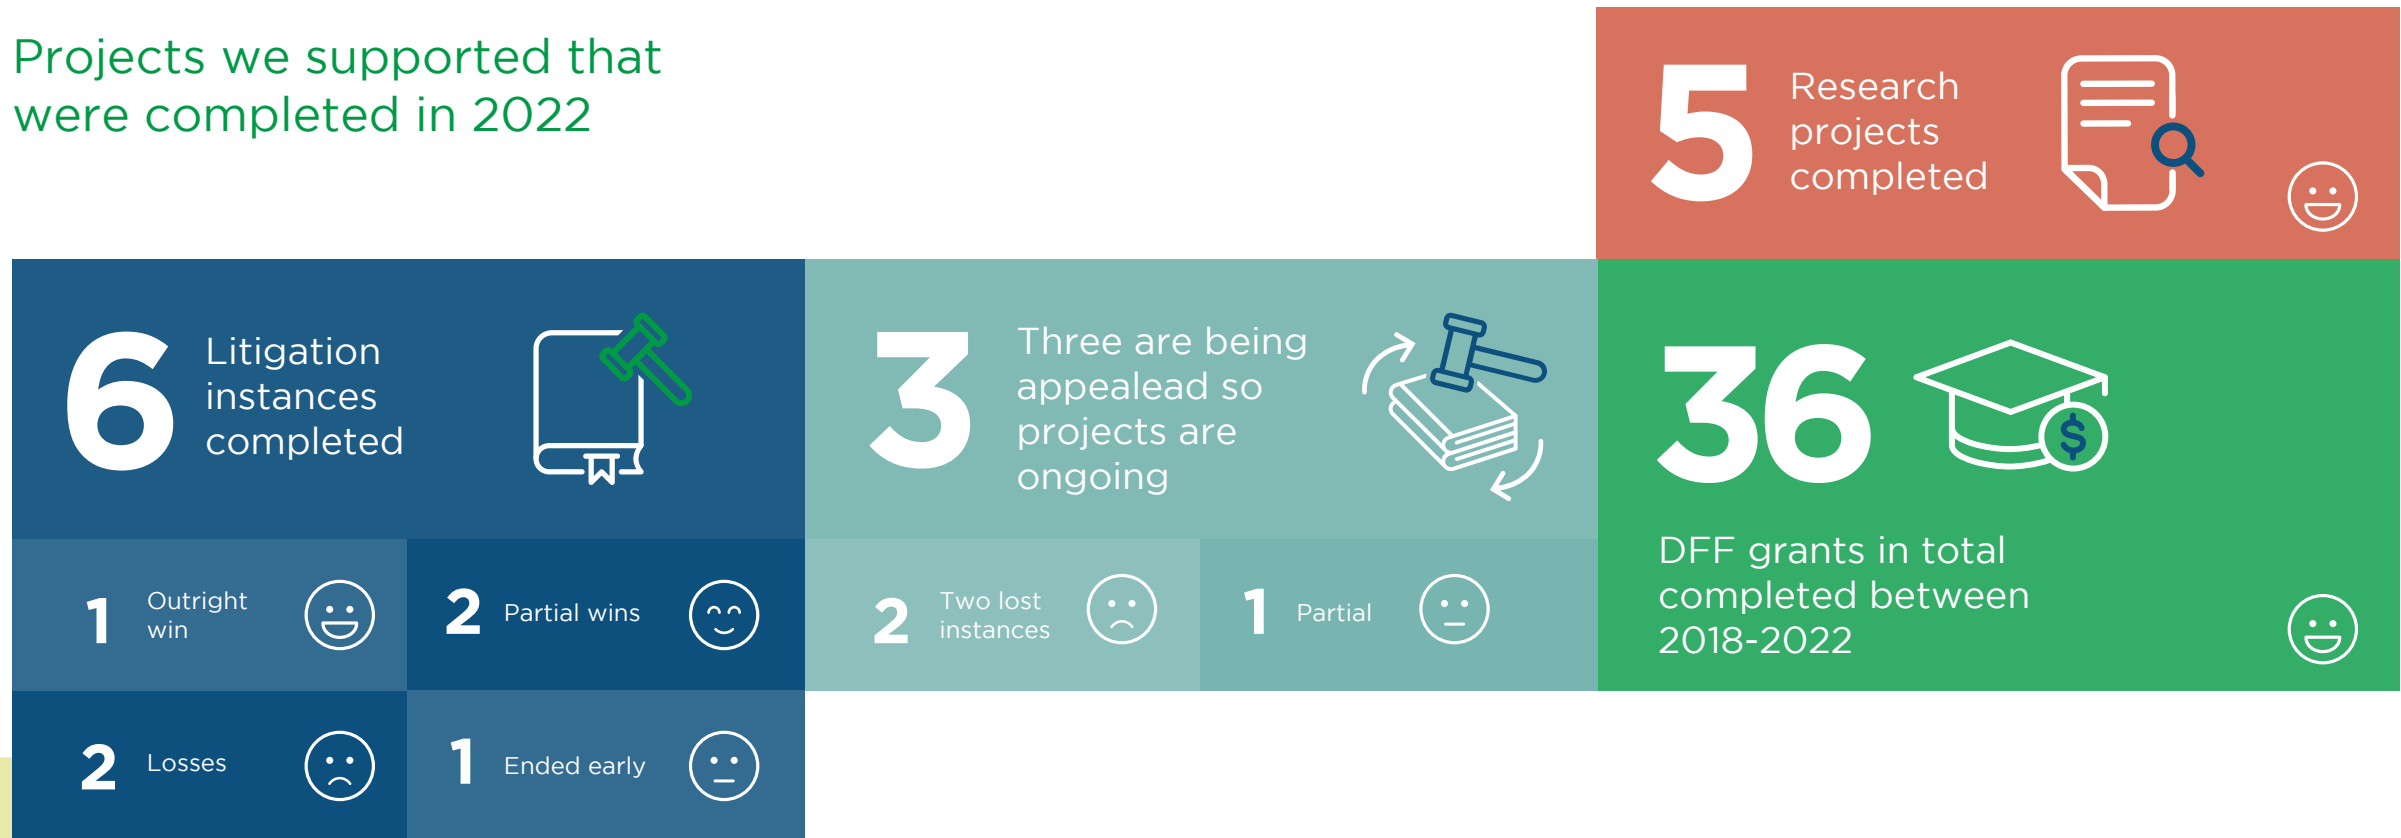 Projects we supported that
were completed in 2022
5
Research
projects
completed
6
Litigation
instances
completed
1
Outright
win
2
Partial wins
2
Losses
1
Ended early
3
Three are being
appealead so
projects are
ongoing
2
Two lost
instances
1
Partial
36
$
DFF grants in total
completed between
2018-2022